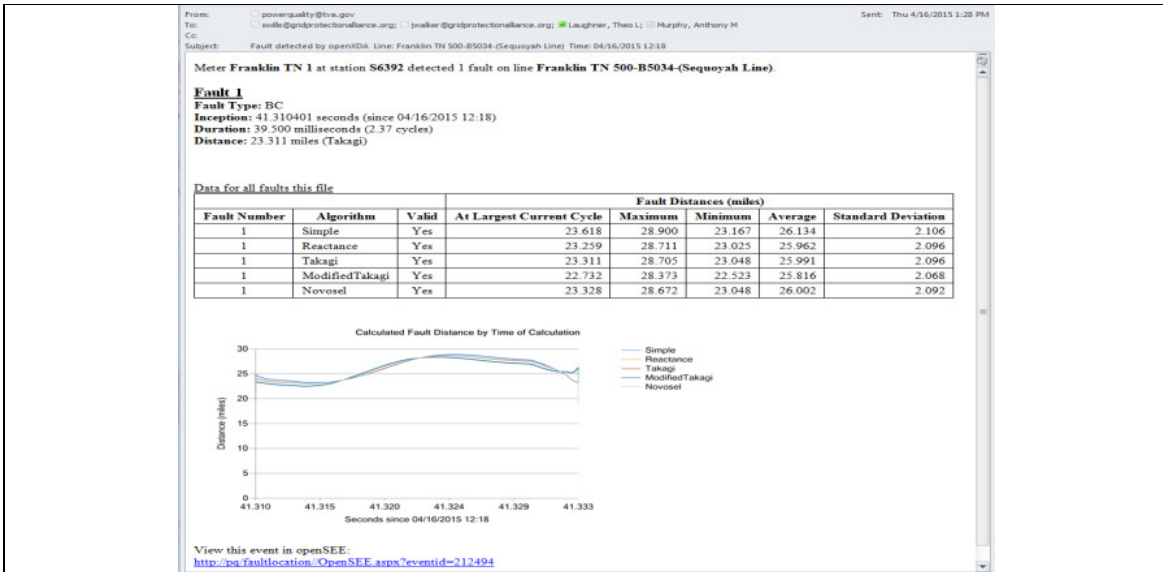 From: powerquality@tva.gov Sent: Thu 4/16/2015 1:28 PM
To: swills@gridprotectionalliance.org; jwalker@gridprotectionalliance.org; Laughner, Theo L; Murphy, Anthony M
Cc:
Subject: Fault detected by openXDA Line: Franklin TN 500-B5034-(Sequoyah Line) Time: 04/16/2015 12:18
Meter Franklin TN 1 at station S6392 detected 1 fault on line Franklin TN 500-B5034-(Sequoyah Line).
Fault 1
Fault Type: BC
Inception: 41.310401 seconds (since 04/16/2015 12:18)
Duration: 39.500 milliseconds (2.37 cycles)
Distance: 23.311 miles (Takagi)
Data for all faults this file
Fault Distances (miles)
Fault Number Algorithm Valid At Largest Current Cycle Maximum Minimum Average Standard Deviation
1 Simple Yes 23.618 28.900 23.167 26.134 2.106
1 Reactance Yes 23.259 28.711 23.025 25.962 2.096
1 Takagi Yes 23.311 28.705 23.048 25.991 2.096
1 ModifiedTakagi Yes 22.732 28.373 22.523 25.816 2.068
1 Novosel Yes 23.328 28.672 23.048 26.002 2.092
Calculated Fault Distance by Time of Calculation
30
25
20
15
10
5
0
Distance (miles)
41.310 41.315 41.320 41.324 41.329 41.333
Seconds since 04/16/2015 12:18
Simple
Reactance
Takagi
ModifiedTakagi
Novosel
View this event in openSEE:
http://pq/faultlocation//OpenSEE.aspx?eventid=212494